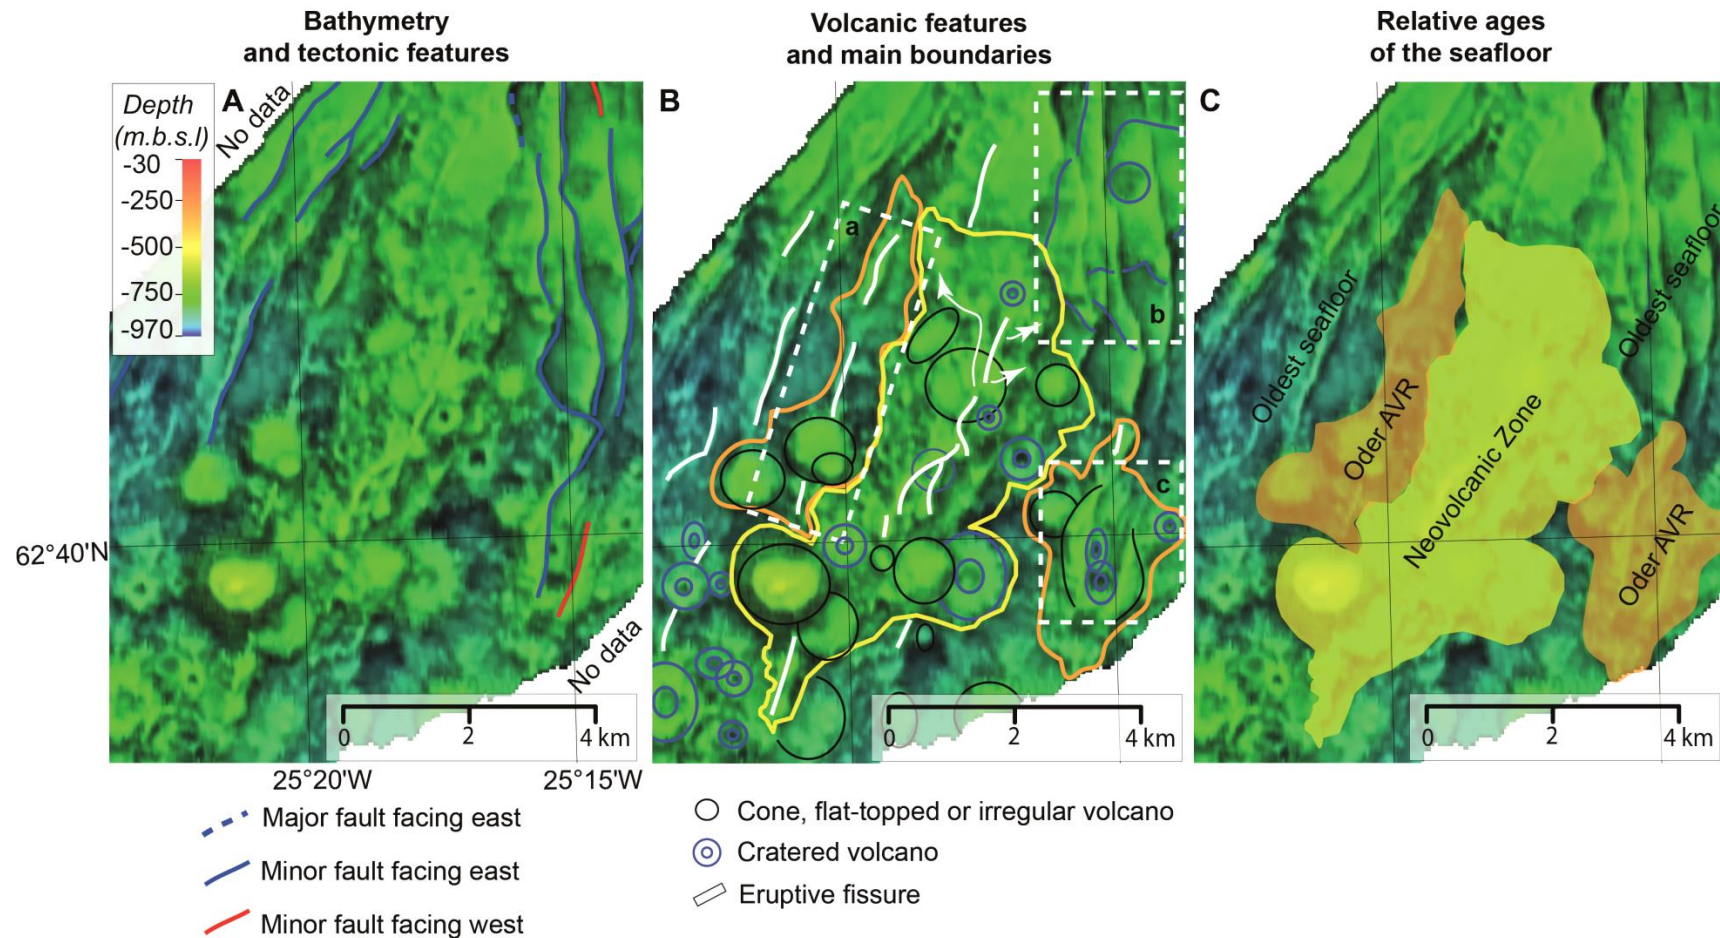 Bathymetry
and tectonic features
Volcanic features
and main boundaries
Relative ages
of the seafloor
Depth
(m.b.s.l)
-30
-250
-500
-750
-970
No data
A
No data
0
2
4 km
62°40'N
25°20'W
25°15'W
B
a
b
c
0
2
4 km
C
Oldest seafloor
Oder AVR
Neovolcanic Zone
Oldest seafloor
Oder AVR
0
2
4 km
Major fault facing east
Minor fault facing east
Minor fault facing west
Cone, flat-topped or irregular volcano
Cratered volcano
Eruptive fissure